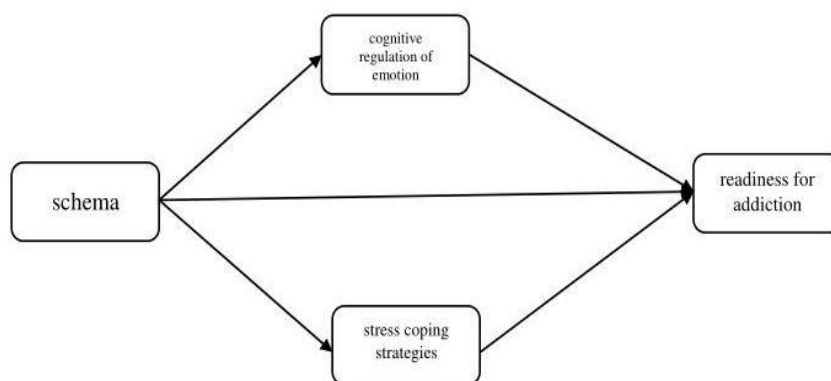 cognitive
regulation of
emotion
schema
readiness for
addiction
stress coping
strategies